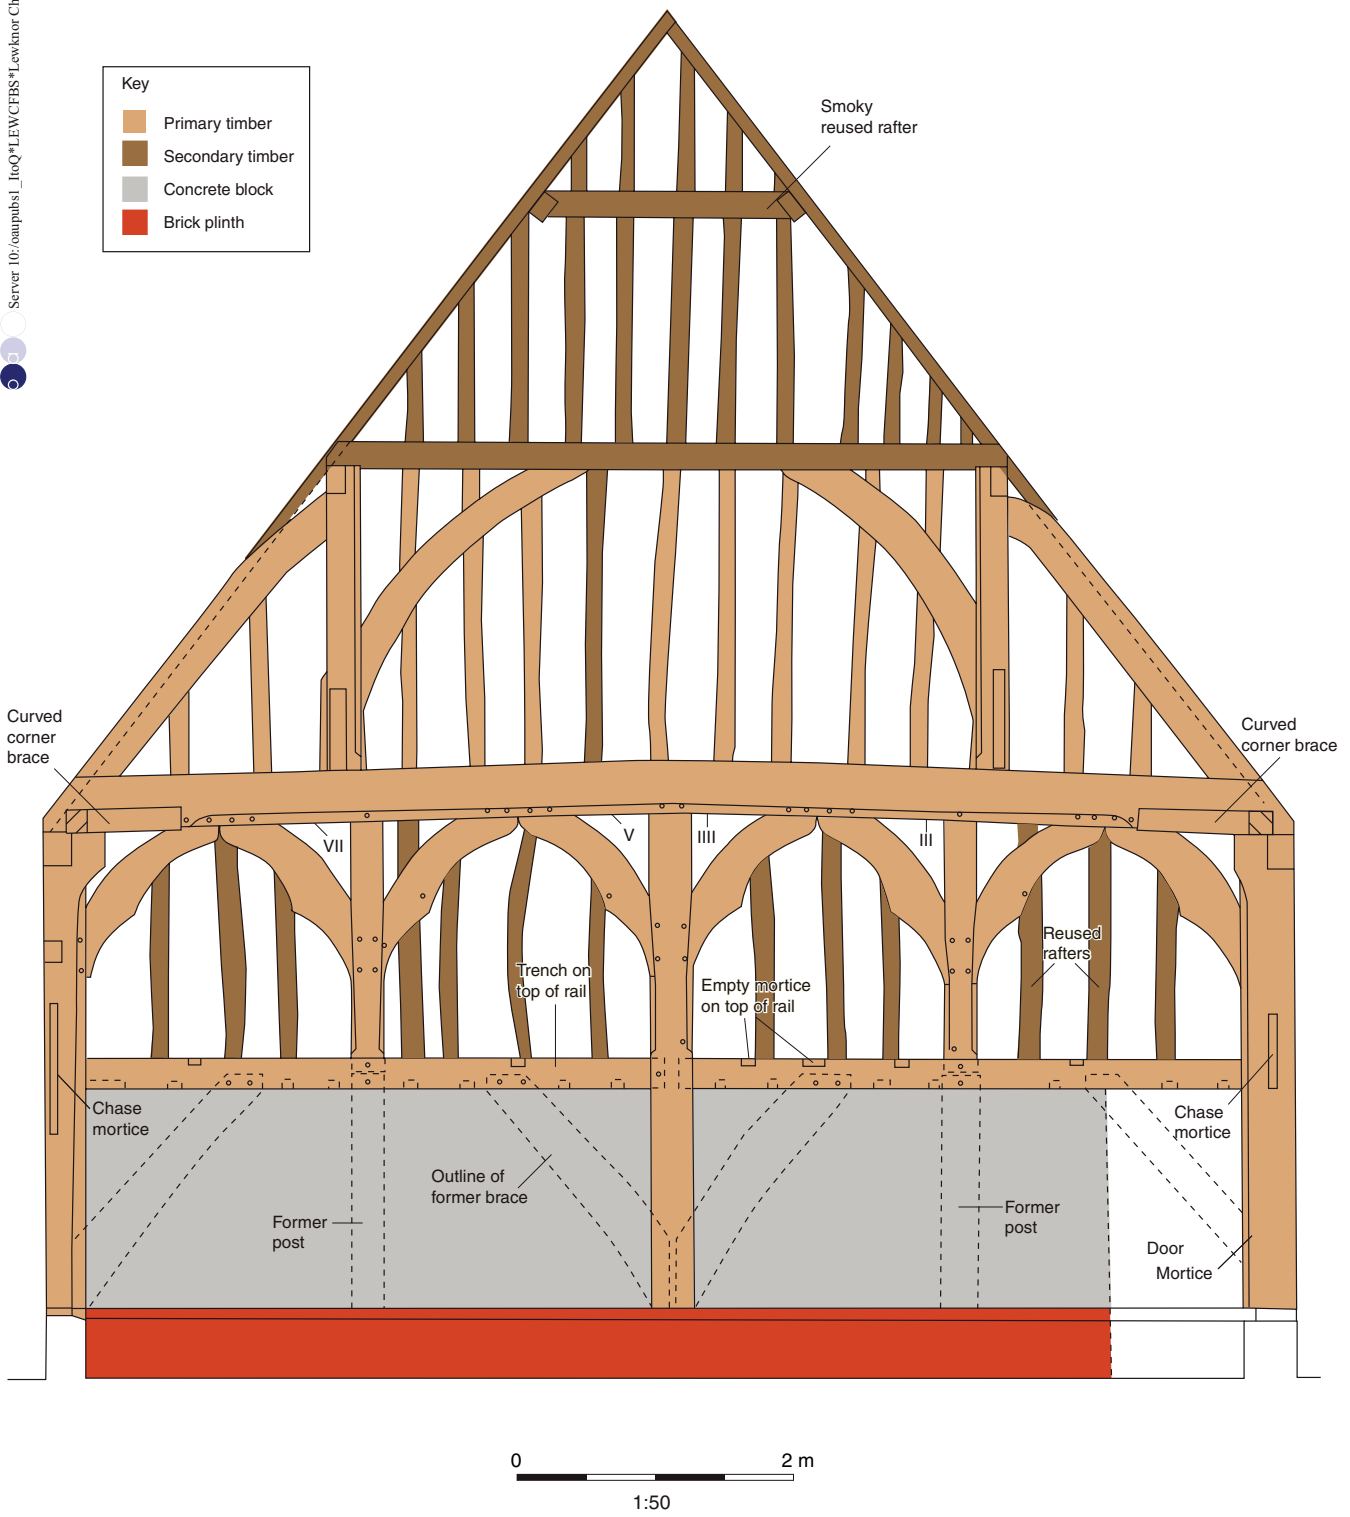 Server 10:/oaupubs1_ItoQ*LEWCFBS*Lewknor Ch
Key
Primary timber
Secondary timber
Concrete block
Brick plinth
Smoky
reused rafter
Curved
corner
brace
Curved
corner brace
VII
V
IIII
III
Reused
rafters
Trench on
top of rail
Empty mortice
on top of rail
Chase
mortice
Chase
mortice
Outline of
former brace
Former
post
Former
post
Door
Mortice
0
2 m
1:50